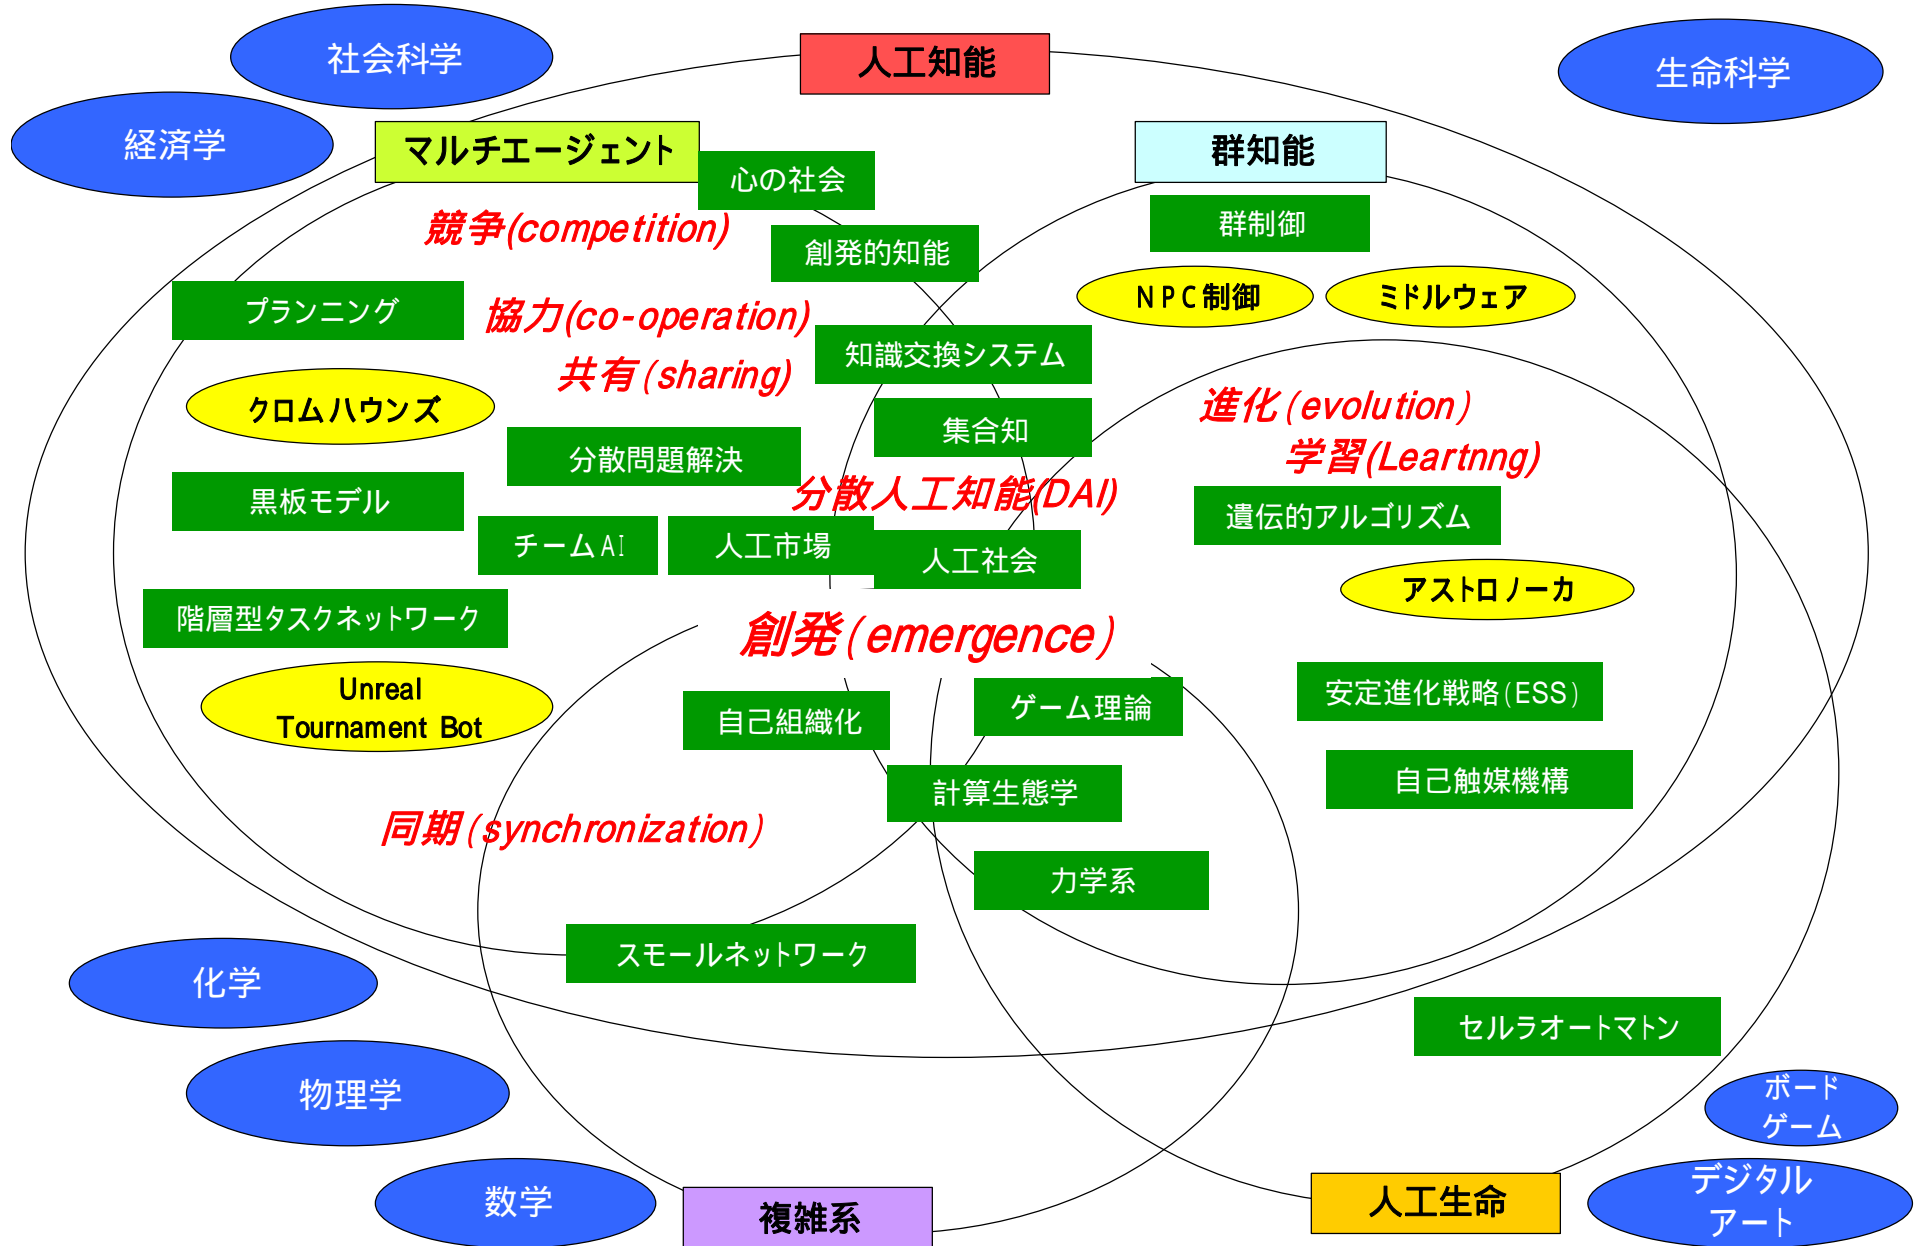 社会科学
人工知能
生命科学
経済学
マルチエージェント
群知能
心の社会
競争(competition)
群制御
創発的知能
プランニング
協力(co-operation)
NPC制御
ミドルウェア
知識交換システム
共有(sharing)
クロムハウンズ
集合知
進化(evolution)
学習(Leartnng)
分散問題解決
黒板モデル
分散人工知能(DAI)
遺伝的アルゴリズム
チームAI
人工市場
人工社会
アストロノーカ
階層型タスクネットワーク
創発(emergence)
Unreal
Tournament Bot
自己組織化
ゲーム理論
安定進化戦略(ESS)
計算生態学
自己触媒機構
同期(synchronization)
力学系
スモールネットワーク
化学
セルラオートマトン
物理学
ボード
ゲーム
数学
複雑系
人工生命
デジタル
アート